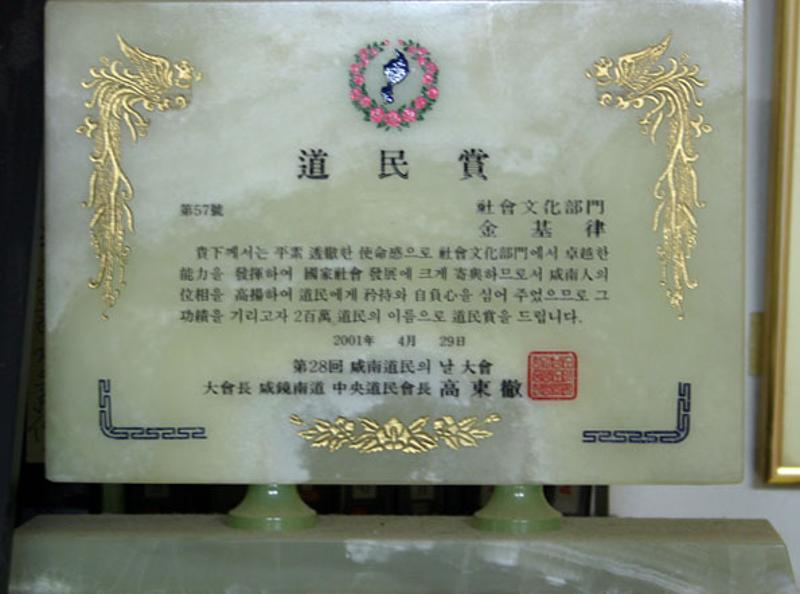 道民賞
第57號
社會文化部門
金基律
貴下께서는 平素 透徹한 使命感으로 社會文化部門에서 卓越한
能力을 發揮하여 國家社會 發展에 크게 寄與하므로서 咸南人의
位相을 高揚하여 道民에게 矜持와 自負心을 심어 주었으므로 그
功績을 기리고자 2百萬 道民의 이름으로 道民賞을 드립니다.
2001年 4月 29日
第28回 咸南道民의 날 大會
大會長 咸鏡南道 中央道民會長 高東徹